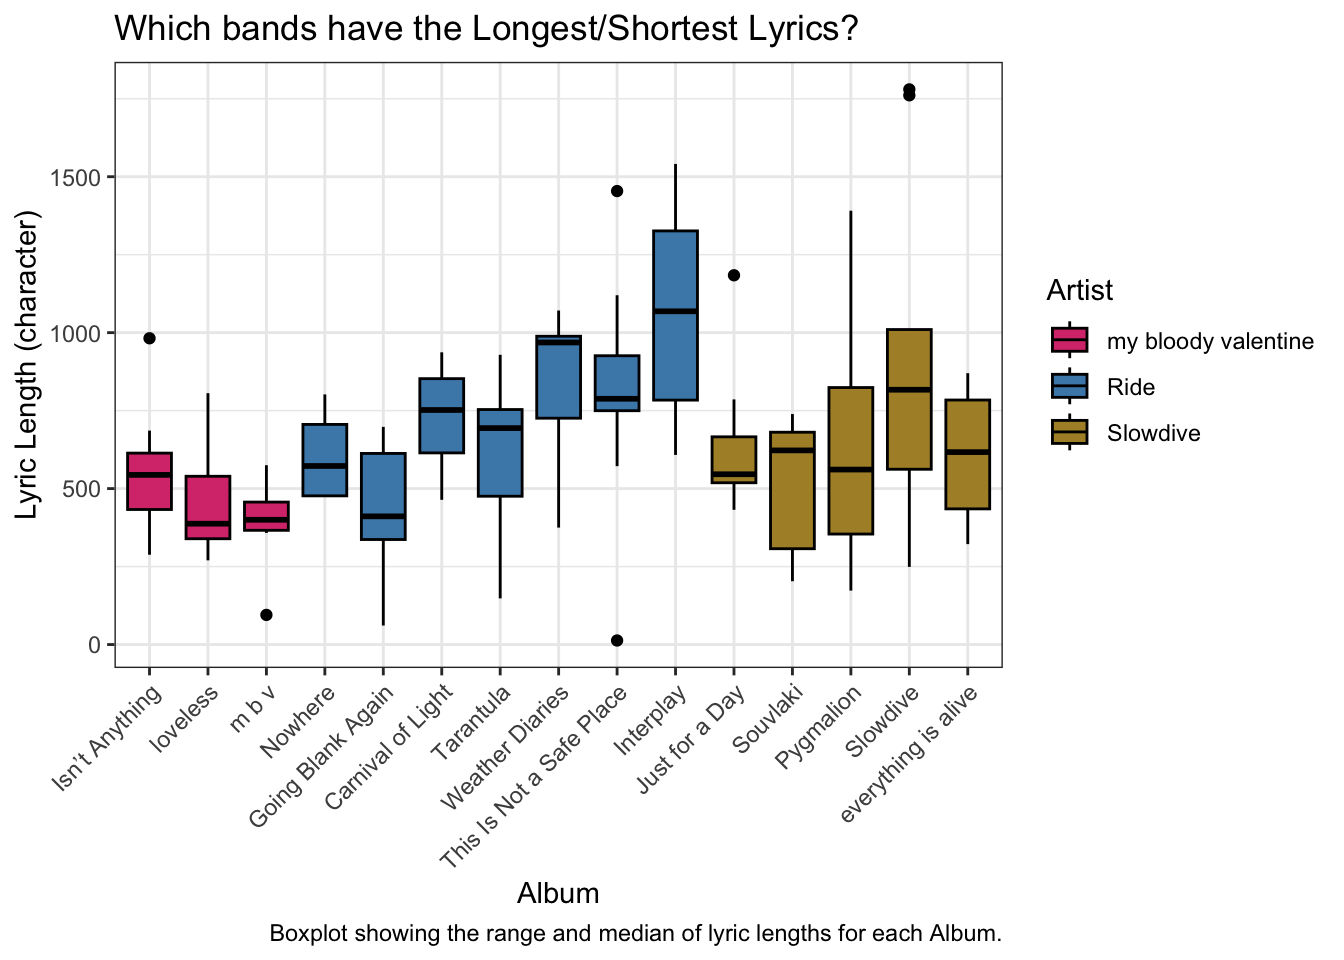 Which bands have the Longest/Shortest Lyrics?
Lyric Length (character)
1500
1000
500
0
Isn't Anything
loveless
m b v
Nowhere
Going Blank Again
Carnival of Light
Tarantula
Weather Diaries
This Is Not a Safe Place
Interplay
Just for a Day
Souvlaki
Pygmalion
Slowdive
everything is alive
Album
Artist
my bloody valentine
Ride
Slowdive
Boxplot showing the range and median of lyric lengths for each Album.